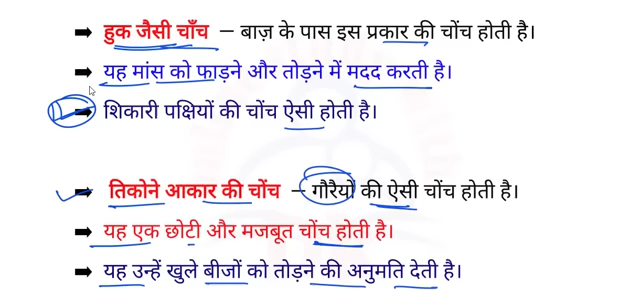 ➡ हुक जैसी चाँच – बाज़ के पास इस प्रकार की चोंच होती है।
➡ यह मांस को फाड़ने और तोड़ने में मदद करती है।
➡ शिकारी पक्षियों की चोंच ऐसी होती है।
➡ तिकोने आकार की चोंच – गौरैयों की ऐसी चोंच होती है।
➡ यह एक छोटी और मजबूत चोंच होती है।
➡ यह उन्हें खुले बीजों को तोड़ने की अनुमति देती है।